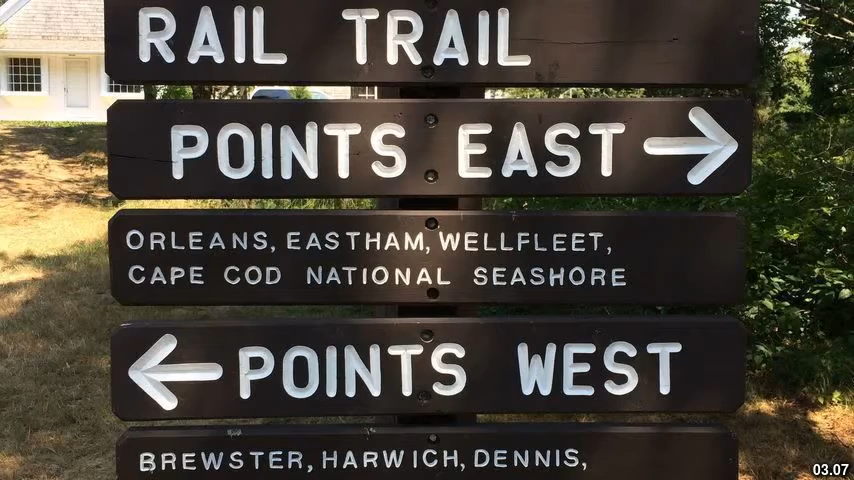 RAIL TRAIL
POINTS EAST →
ORLEANS, EASTHAM, WELLFLEET,
CAPE COD NATIONAL SEASHORE
← POINTS WEST
BREWSTER, HARWICH, DENNIS,
03.07